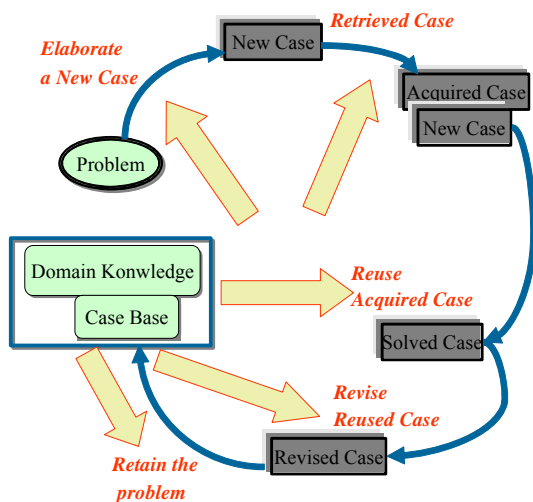 Retrieved Case
New Case
Elaborate
a New Case
Acquired Case
New Case
Problem
Domain Konwledge
Case Base
Reuse
Acquired Case
Solved Case
Revise
Reused Case
Revised Case
Retain the
problem